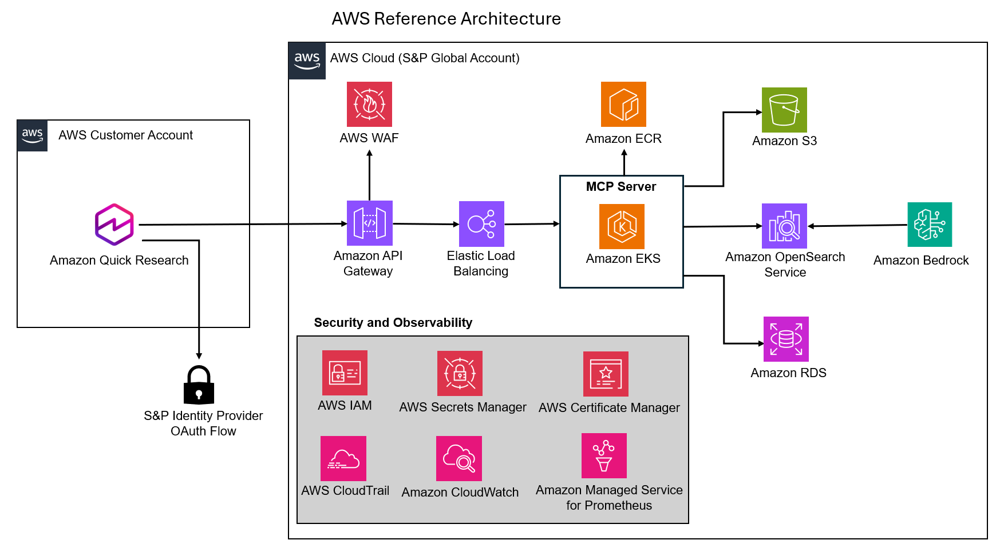 AWS Reference Architecture
aws
AWS Cloud (S&P Global Account)
AWS WAF
Amazon ECR
Amazon S3
aws
AWS Customer Account
Amazon Quick Research
Amazon API
Gateway
Elastic Load
Balancing
MCP Server
K
Amazon EKS
Amazon OpenSearch
Service
Amazon Bedrock
Amazon RDS
S&P Identity Provider
OAuth Flow
Security and Observability
AWS IAM
AWS Secrets Manager
AWS Certificate Manager
AWS CloudTrail
Amazon CloudWatch
Amazon Managed Service
for Prometheus